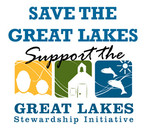 SAVE THE
GREAT LAKES
Support the
GREAT LAKES
Stewardship Initiative